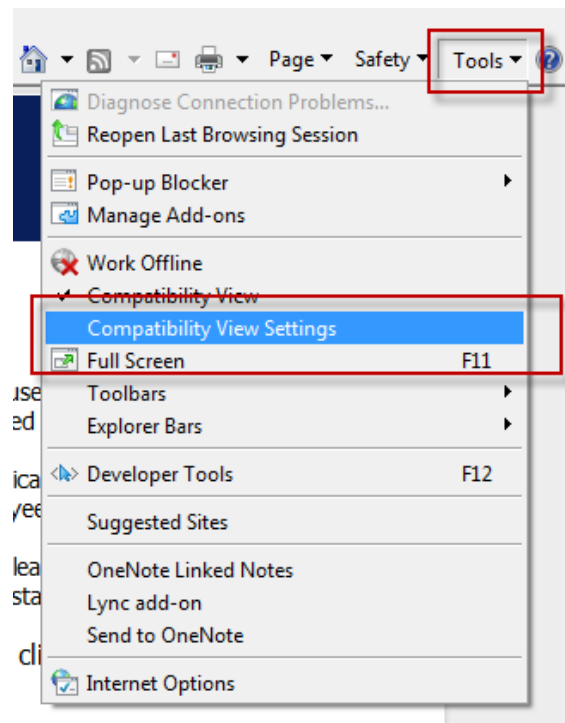 Page Safety Tools
Diagnose Connection Problems...
Reopen Last Browsing Session
Pop-up Blocker
Manage Add-ons
Work Offline
Compatibility View
Compatibility View Settings
Full Screen F11
Toolbars
Explorer Bars
Developer Tools F12
Suggested Sites
OneNote Linked Notes
Lync add-on
Send to OneNote
Internet Options